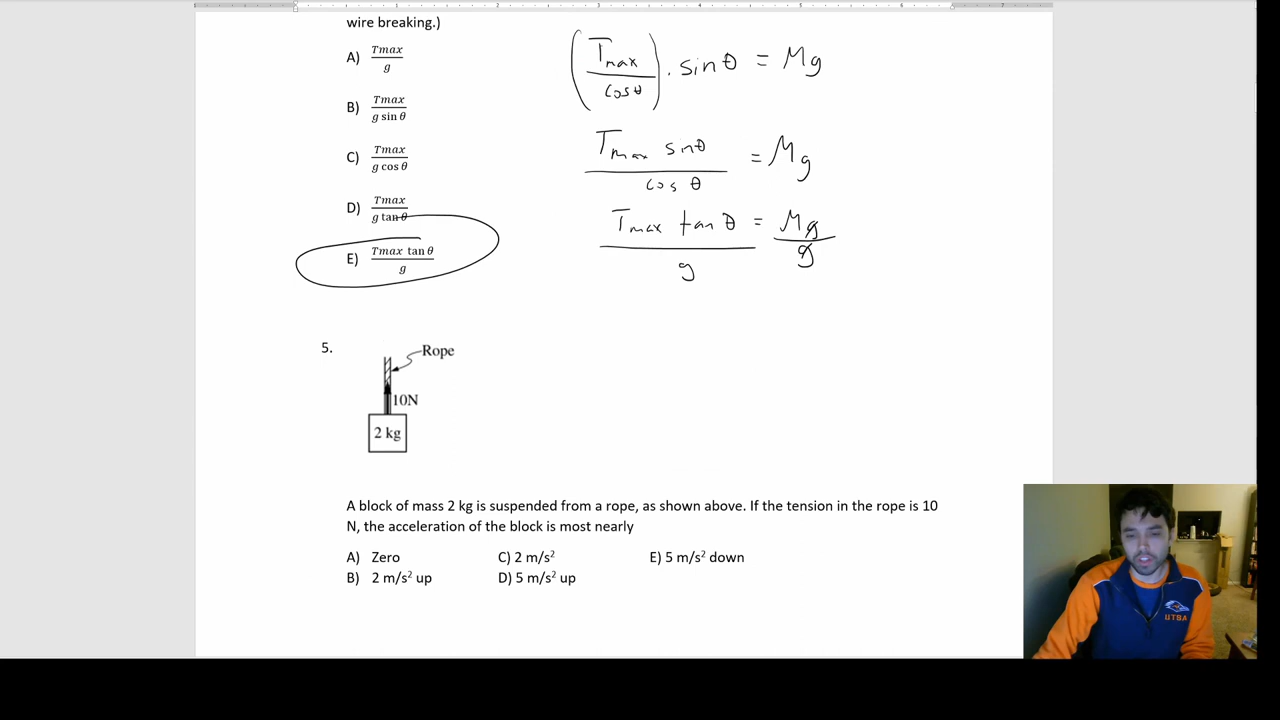 wire breaking.)
A) Tmax / g
B) Tmax / g sin θ
C) Tmax / g cos θ
D) Tmax / g tan θ
E) Tmax tan θ / g
(Tmax / cosθ) · sinθ = Mg
Tmax sinθ / cos θ = Mg
Tmax tan θ / g = Mg / g
5.
Rope
10N
2 kg
A block of mass 2 kg is suspended from a rope, as shown above. If the tension in the rope is 10
N, the acceleration of the block is most nearly
A) Zero C) 2 m/s² E) 5 m/s² down
B) 2 m/s² up D) 5 m/s² up
UTSA